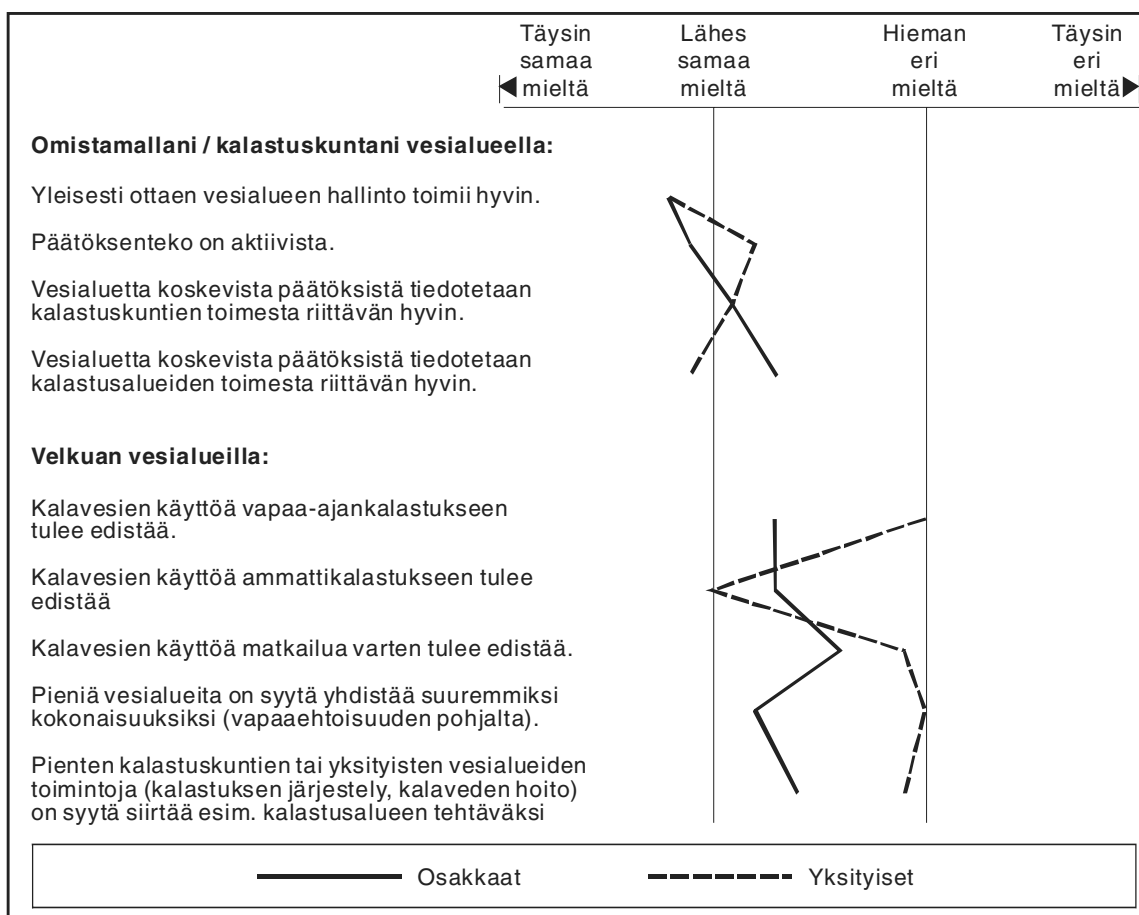 Täysin samaa mieltä
Lähes samaa mieltä
Hieman eri mieltä
Täysin eri mieltä
Omistamallani / kalastuskuntani vesialueella:
Yleisesti ottaen vesialueen hallinto toimii hyvin.
Päätöksenteko on aktiivista.
Vesialuetta koskevista päätöksistä tiedotetaan
kalastuskuntien toimesta riittävän hyvin.
Vesialuetta koskevista päätöksistä tiedotetaan
kalastusalueiden toimesta riittävän hyvin.
Velkuan vesialueilla:
Kalavesien käyttöä vapaa-ajankalastukseen
tulee edistää.
Kalavesien käyttöä ammattikalastukseen tulee
edistää
Kalavesien käyttöä matkailua varten tulee edistää.
Pieniä vesialueita on syytä yhdistää suuremmiksi
kokonaisuuksiksi (vapaaehtoisuuden pohjalta).
Pienten kalastuskuntien tai yksityisten vesialueiden
toimintoja (kalastuksen järjestely, kalaveden hoito)
on syytä siirtää esim. kalastusalueen tehtäväksi
Osakkaat
Yksityiset